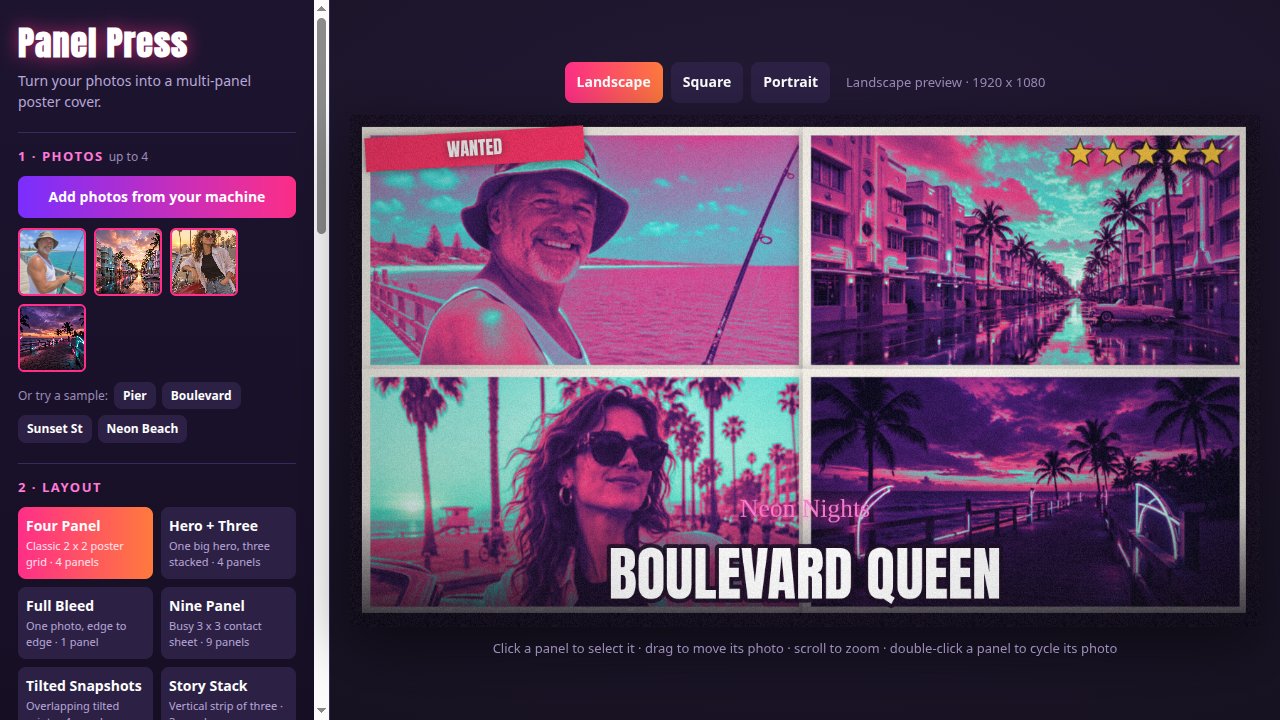 Panel Press
Turn your photos into a multi-panel
poster cover.
1 · PHOTOS up to 4
Add photos from your machine
Or try a sample: Pier Boulevard
Sunset St Neon Beach
2 · LAYOUT
Four Panel
Classic 2 x 2 poster
grid · 4 panels
Hero + Three
One big hero, three
stacked · 4 panels
Full Bleed
One photo, edge to
edge · 1 panel
Nine Panel
Busy 3 x 3 contact
sheet · 9 panels
Tilted Snapshots
Overlapping tilted
Story Stack
Vertical strip of three ·
Landscape Square Portrait Landscape preview · 1920 x 1080
WANTED
Neon Nights
BOULEVARD QUEEN
Click a panel to select it · drag to move its photo · scroll to zoom · double-click a panel to cycle its photo